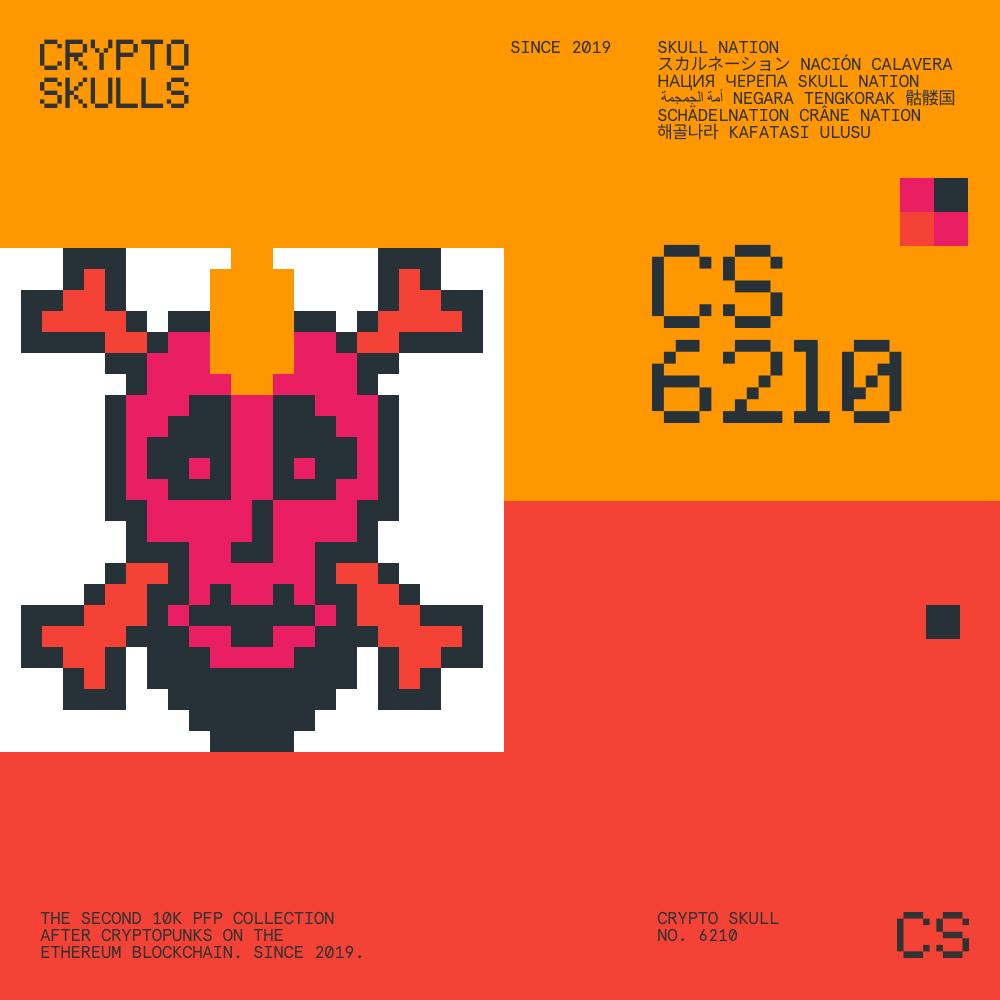 CRYPTO
SKULLS
SINCE 2019
SKULL NATION
スカルネーション NACIÓN CALAVERA
НАЦИЯ ЧЕРЕПА SKULL NATION
أمة الجمجمة NEGARA TENGKORAK 骷髅国
SCHÄDELNATION CRÂNE NATION
해골나라 KAFATASI ULUSU
CS
6210
THE SECOND 10K PFP COLLECTION
AFTER CRYPTOPUNKS ON THE
ETHEREUM BLOCKCHAIN. SINCE 2019.
CRYPTO SKULL
NO. 6210
CS